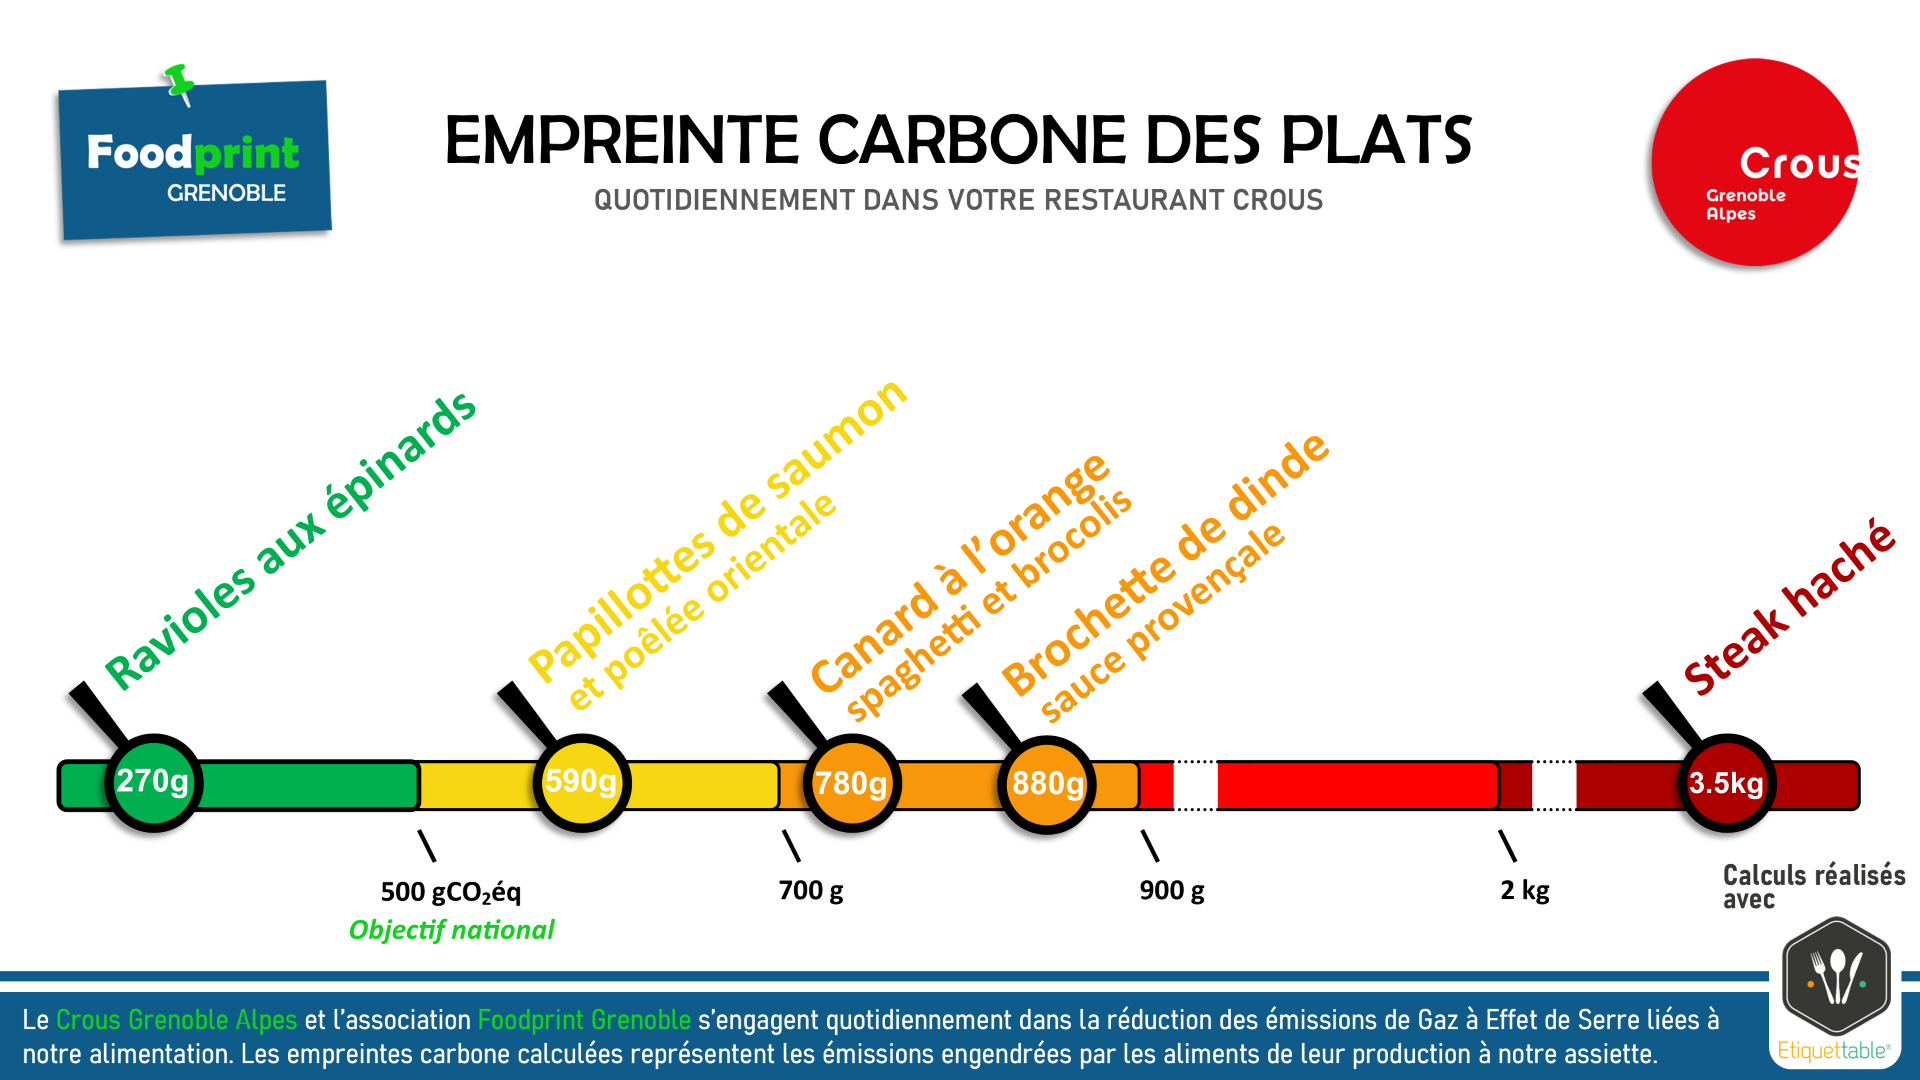 Foodprint
GRENOBLE
EMPREINTE CARBONE DES PLATS
QUOTIDIENNEMENT DANS VOTRE RESTAURANT CROUS
Crous
Grenoble
Alpes
Ravioles aux épinards
Papillottes de saumon
et poêlée orientale
Canard à l'orange
spaghetti et brocolis
Brochette de dinde
sauce provençale
Steak haché
270g
590g
780g
880g
3.5kg
500 gCO₂éq
700 g
900 g
2 kg
Objectif national
Calculs réalisés
avec
Le Crous Grenoble Alpes et l'association Foodprint Grenoble s'engagent quotidiennement dans la réduction des émissions de Gaz à Effet de Serre liées à
notre alimentation. Les empreintes carbone calculées représentent les émissions engendrées par les aliments de leur production à notre assiette.
Etiquettable®